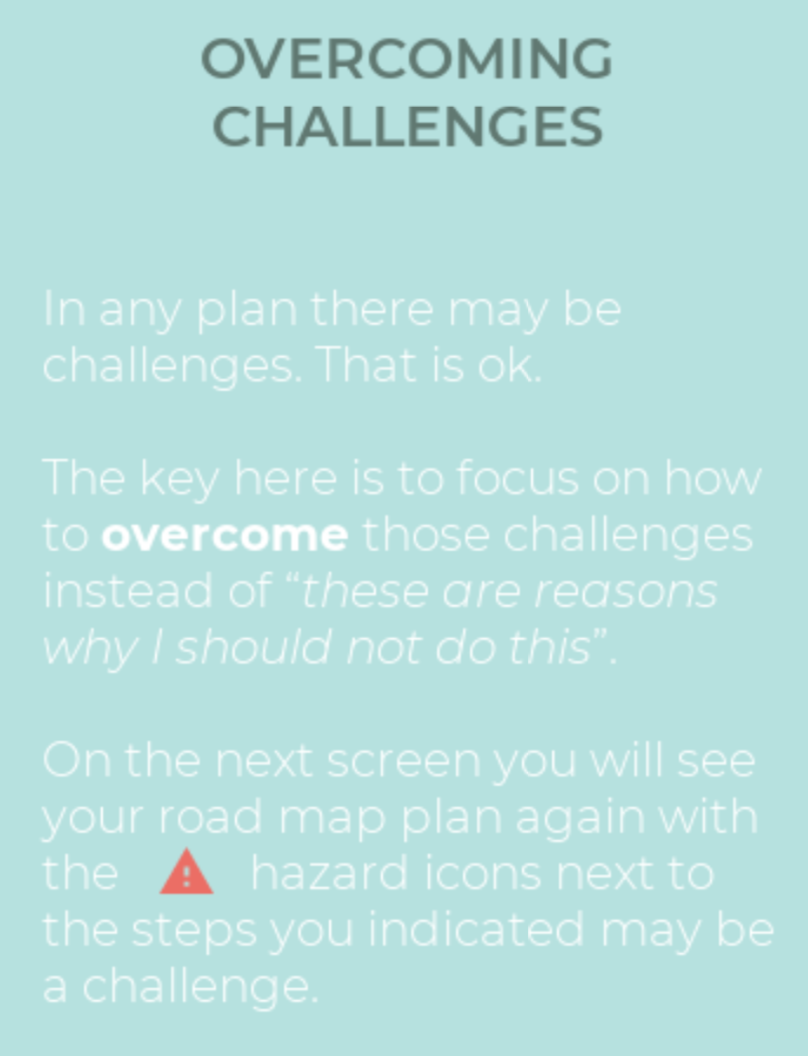 OVERCOMING
CHALLENGES
In any plan there may be
challenges. That is ok.
The key here is to focus on how
to overcome those challenges
instead of “these are reasons
why I should not do this”.
On the next screen you will see
your road map plan again with
the hazard icons next to
the steps you indicated may be
a challenge.